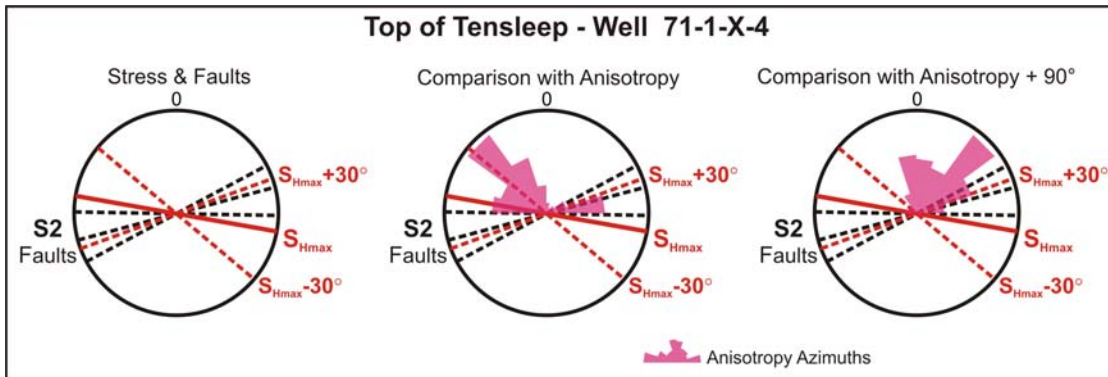 Top of Tensleep - Well 71-1-X-4
Stress & Faults
0
S2
Faults
SHmax+30°
SHmax
SHmax-30°
Comparison with Anisotropy
0
S2
Faults
SHmax+30°
SHmax
SHmax-30°
Comparison with Anisotropy + 90°
0
S2
Faults
SHmax+30°
SHmax
SHmax-30°
Anisotropy Azimuths